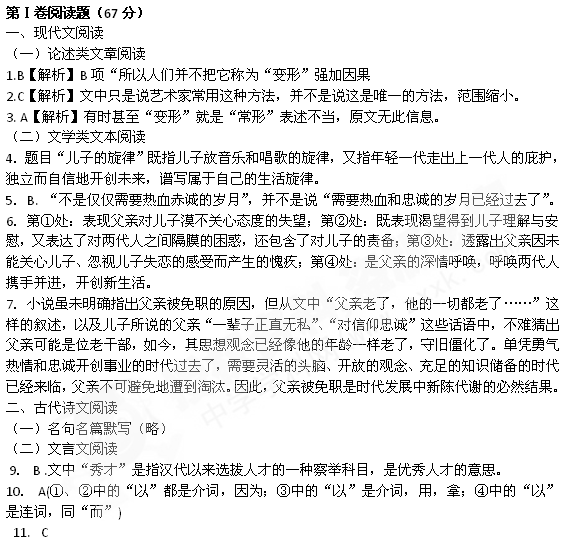 第Ⅰ卷阅读题（67 分）
一、现代文阅读
（一）论述类文章阅读
1.B【解析】B 项“所以人们并不把它称为“变形”强加因果
2.C【解析】文中只是说艺术家常用这种方法，并不是说这是唯一的方法，范围缩小。
3. A【解析】有时甚至“变形”就是“常形”表述不当，原文无此信息。
（二）文学类文本阅读
4．题目“儿子的旋律”既指儿子放音乐和唱歌的旋律，又指年轻一代走出上一代人的庇护，
独立而自信地开创未来，谱写属于自己的生活旋律。
5． B. “不是仅仅需要热血赤诚的岁月”，并不是说“需要热血和忠诚的岁月已经过去了”。
6．第①处：表现父亲对儿子漠不关心态度的失望；第②处：既表现渴望得到儿子理解与安
慰，又表达了对两代人之间隔膜的困惑，还包含了对儿子的责备；第③处：透露出父亲因未
能关心儿子、忽视儿子失恋的感受而产生的愧疚；第④处：是父亲的深情呼唤，呼唤两代人
携手并进，开创新生活。
7．小说虽未明确指出父亲被免职的原因，但从文中“父亲老了，他的一切都老了……”这
样的叙述，以及儿子所说的父亲“一辈子正直无私”、“对信仰忠诚”这些话语中，不难猜出
父亲可能是位老干部，如今，其思想观念已经像他的年龄一样老了，守旧僵化了。单凭勇气
热情和忠诚开创事业的时代过去了，需要灵活的头脑、开放的观念、充足的知识储备的时代
已经来临，父亲不可避免地遭到淘汰。因此，父亲被免职是时代发展中新陈代谢的必然结果。
二、古代诗文阅读
（一）名句名篇默写（略）
（二）文言文阅读
9． B .文中“秀才”是指汉代以来选拔人才的一种察举科目，是优秀人才的意思。
10． A(①、②中的“以”都是介词，因为；③中的“以”是介词，用，拿；④中的“以”
是连词，同“而”)
11． C